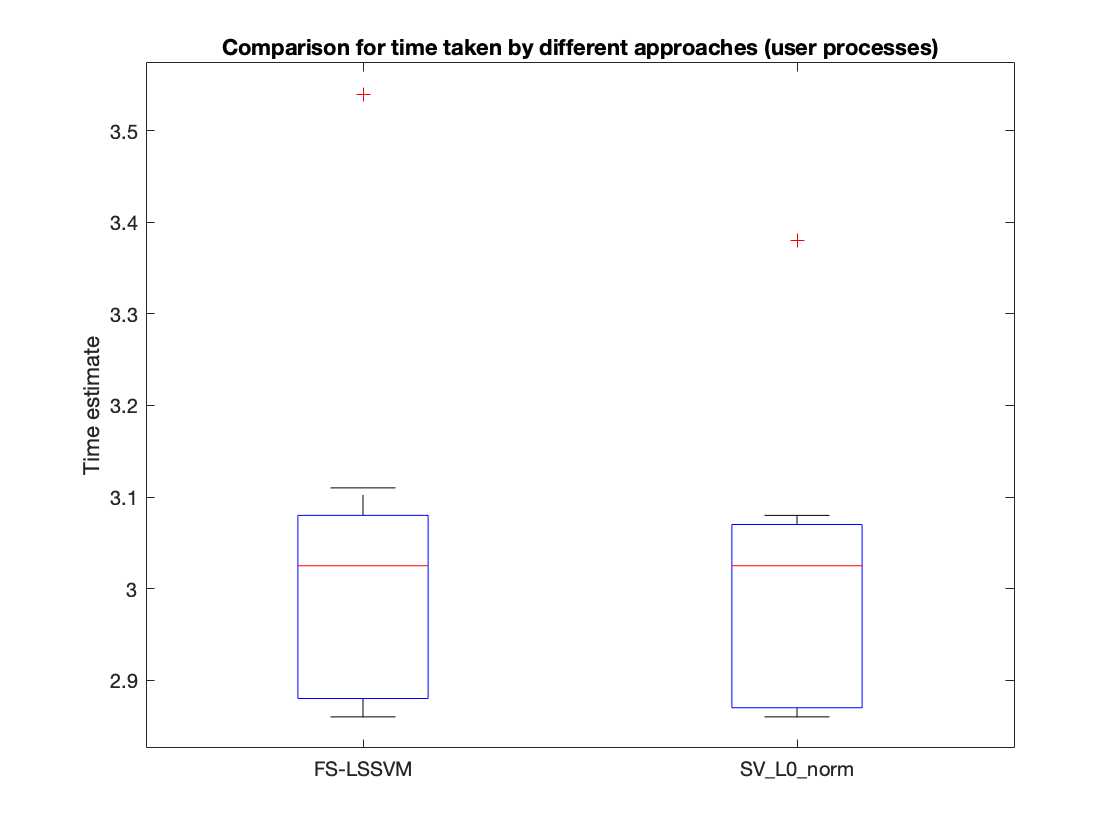 Comparison for time taken by different approaches (user processes)
Time estimate
3.5
3.4
3.3
3.2
3.1
3
2.9
FS-LSSVM
SV_L0_norm